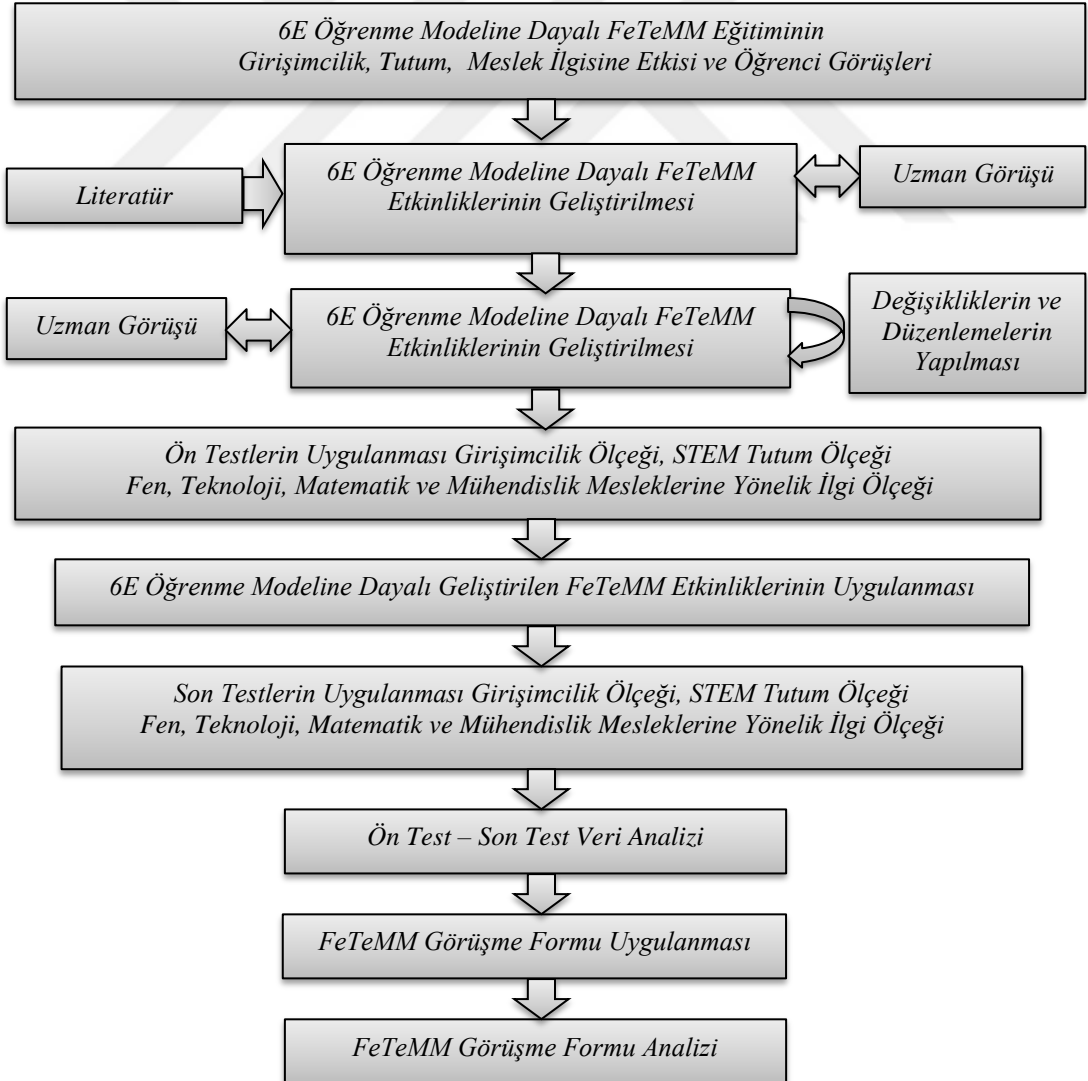 6E Öğrenme Modeline Dayalı FeTeMM Eğitiminin
Girişimcilik, Tutum, Meslek İlgisine Etkisi ve Öğrenci Görüşleri
Literatür
6E Öğrenme Modeline Dayalı FeTeMM
Etkinliklerinin Geliştirilmesi
Uzman Görüşü
Uzman Görüşü
6E Öğrenme Modeline Dayalı FeTeMM
Etkinliklerinin Geliştirilmesi
Değişikliklerin ve
Düzenlemelerin
Yapılması
Ön Testlerin Uygulanması Girişimcilik Ölçeği, STEM Tutum Ölçeği
Fen, Teknoloji, Matematik ve Mühendislik Mesleklerine Yönelik İlgi Ölçeği
6E Öğrenme Modeline Dayalı Geliştirilen FeTeMM Etkinliklerinin Uygulanması
Son Testlerin Uygulanması Girişimcilik Ölçeği, STEM Tutum Ölçeği
Fen, Teknoloji, Matematik ve Mühendislik Mesleklerine Yönelik İlgi Ölçeği
Ön Test – Son Test Veri Analizi
FeTeMM Görüşme Formu Uygulanması
FeTeMM Görüşme Formu Analizi